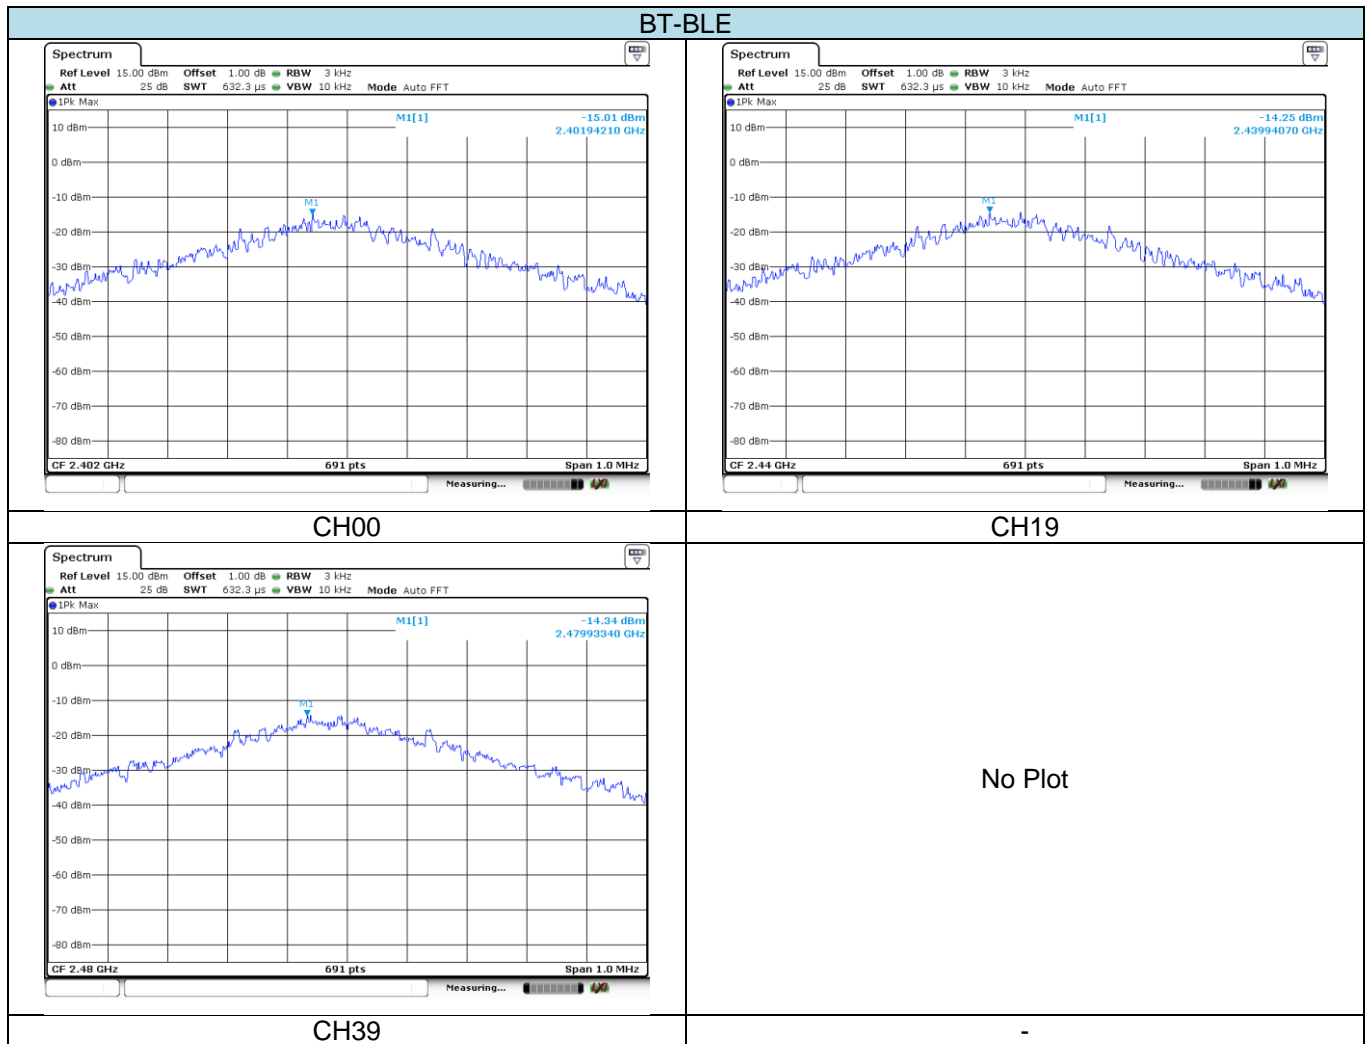 BT-BLE
Spectrum
Ref Level 15.00 dBm Offset 1.00 dB RBW 3 kHz
Att 25 dB SWT 632.3 µs VBW 10 kHz Mode Auto FFT
1Pk Max
M1[1] -15.01 dBm
2.40194210 GHz
10 dBm
0 dBm
-10 dBm
M1
-20 dBm
-30 dBm
-40 dBm
-50 dBm
-60 dBm
-70 dBm
-80 dBm
CF 2.402 GHz 691 pts Span 1.0 MHz
Measuring...
CH00
Spectrum
Ref Level 15.00 dBm Offset 1.00 dB RBW 3 kHz
Att 25 dB SWT 632.3 µs VBW 10 kHz Mode Auto FFT
1Pk Max
M1[1] -14.25 dBm
2.43994070 GHz
10 dBm
0 dBm
-10 dBm
M1
-20 dBm
-30 dBm
-40 dBm
-50 dBm
-60 dBm
-70 dBm
-80 dBm
CF 2.44 GHz 691 pts Span 1.0 MHz
Measuring...
CH19
Spectrum
Ref Level 15.00 dBm Offset 1.00 dB RBW 3 kHz
Att 25 dB SWT 632.3 µs VBW 10 kHz Mode Auto FFT
1Pk Max
M1[1] -14.34 dBm
2.47993340 GHz
10 dBm
0 dBm
-10 dBm
M1
-20 dBm
-30 dBm
-40 dBm
-50 dBm
-60 dBm
-70 dBm
-80 dBm
CF 2.48 GHz 691 pts Span 1.0 MHz
Measuring...
CH39
No Plot
-